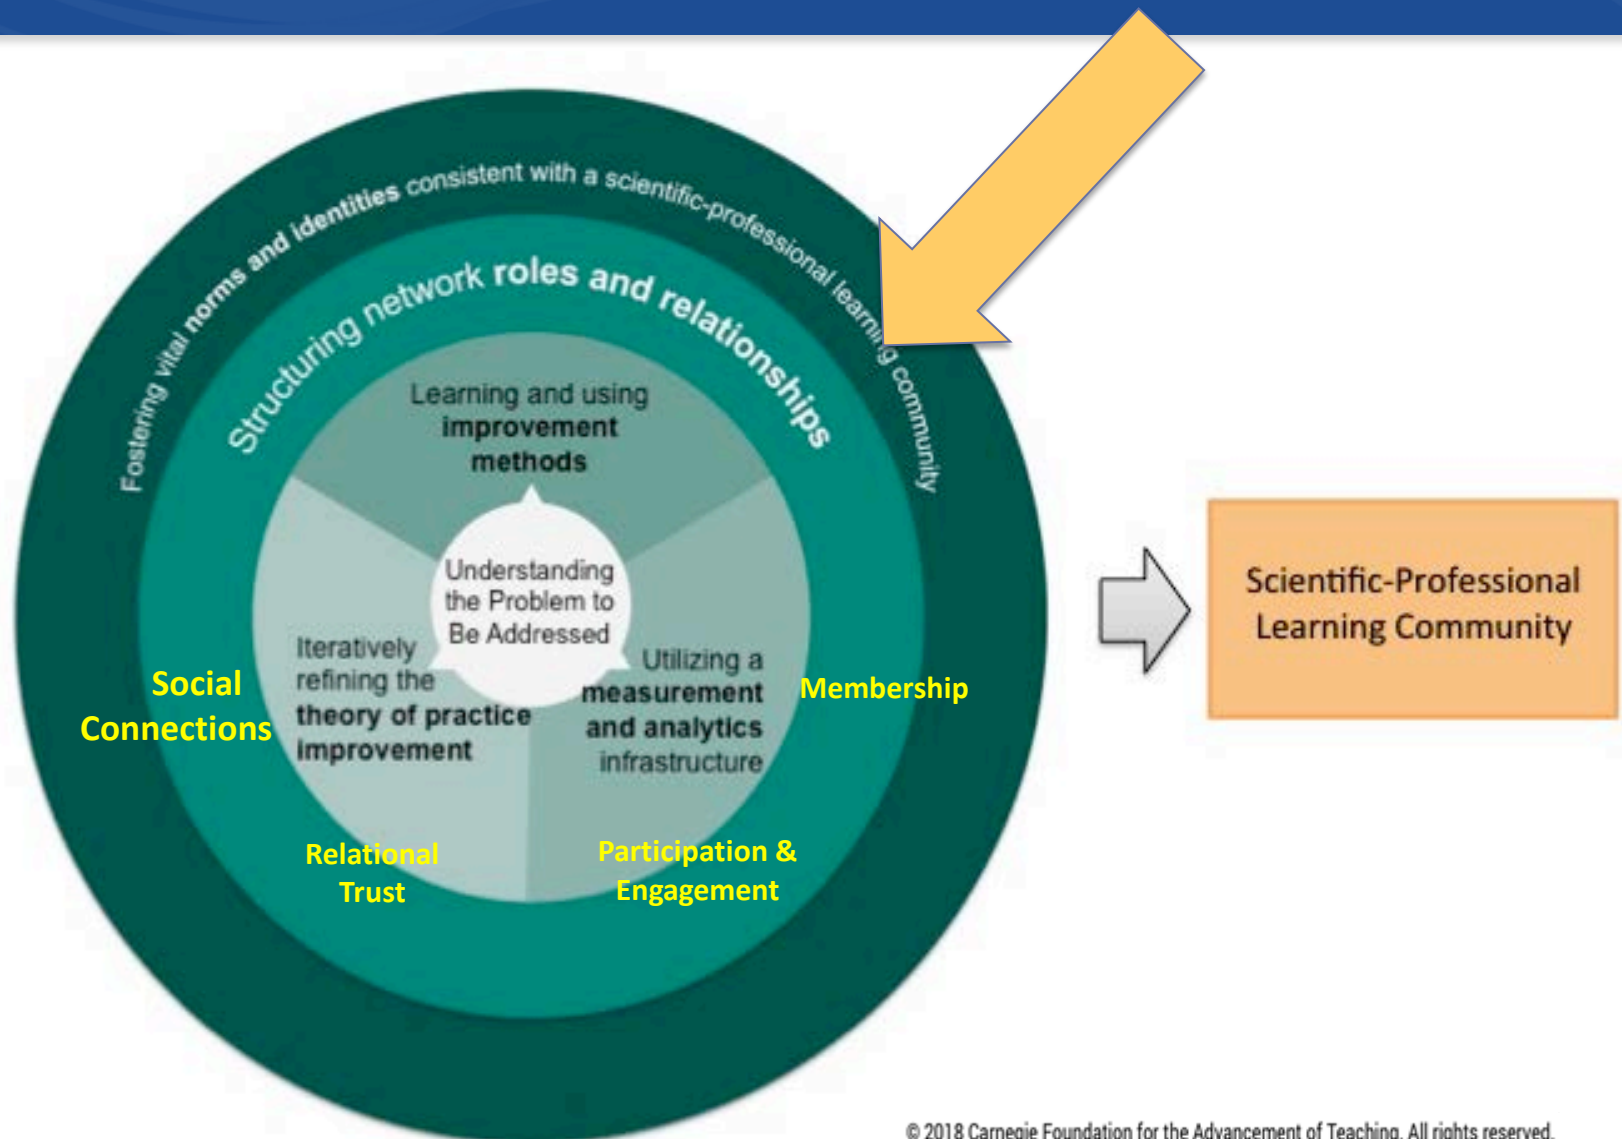 Fostering vital norms and identities consistent with a scientific-professional learning community
Structuring network roles and relationships
Learning and using
improvement
methods
Understanding
the Problem to
Be Addressed
Iteratively
refining the
theory of practice
improvement
Utilizing a
measurement
and analytics
infrastructure
Social
Connections
Membership
Relational
Trust
Participation &
Engagement
Scientific-Professional
Learning Community
© 2018 Carnegie Foundation for the Advancement of Teaching. All rights reserved.